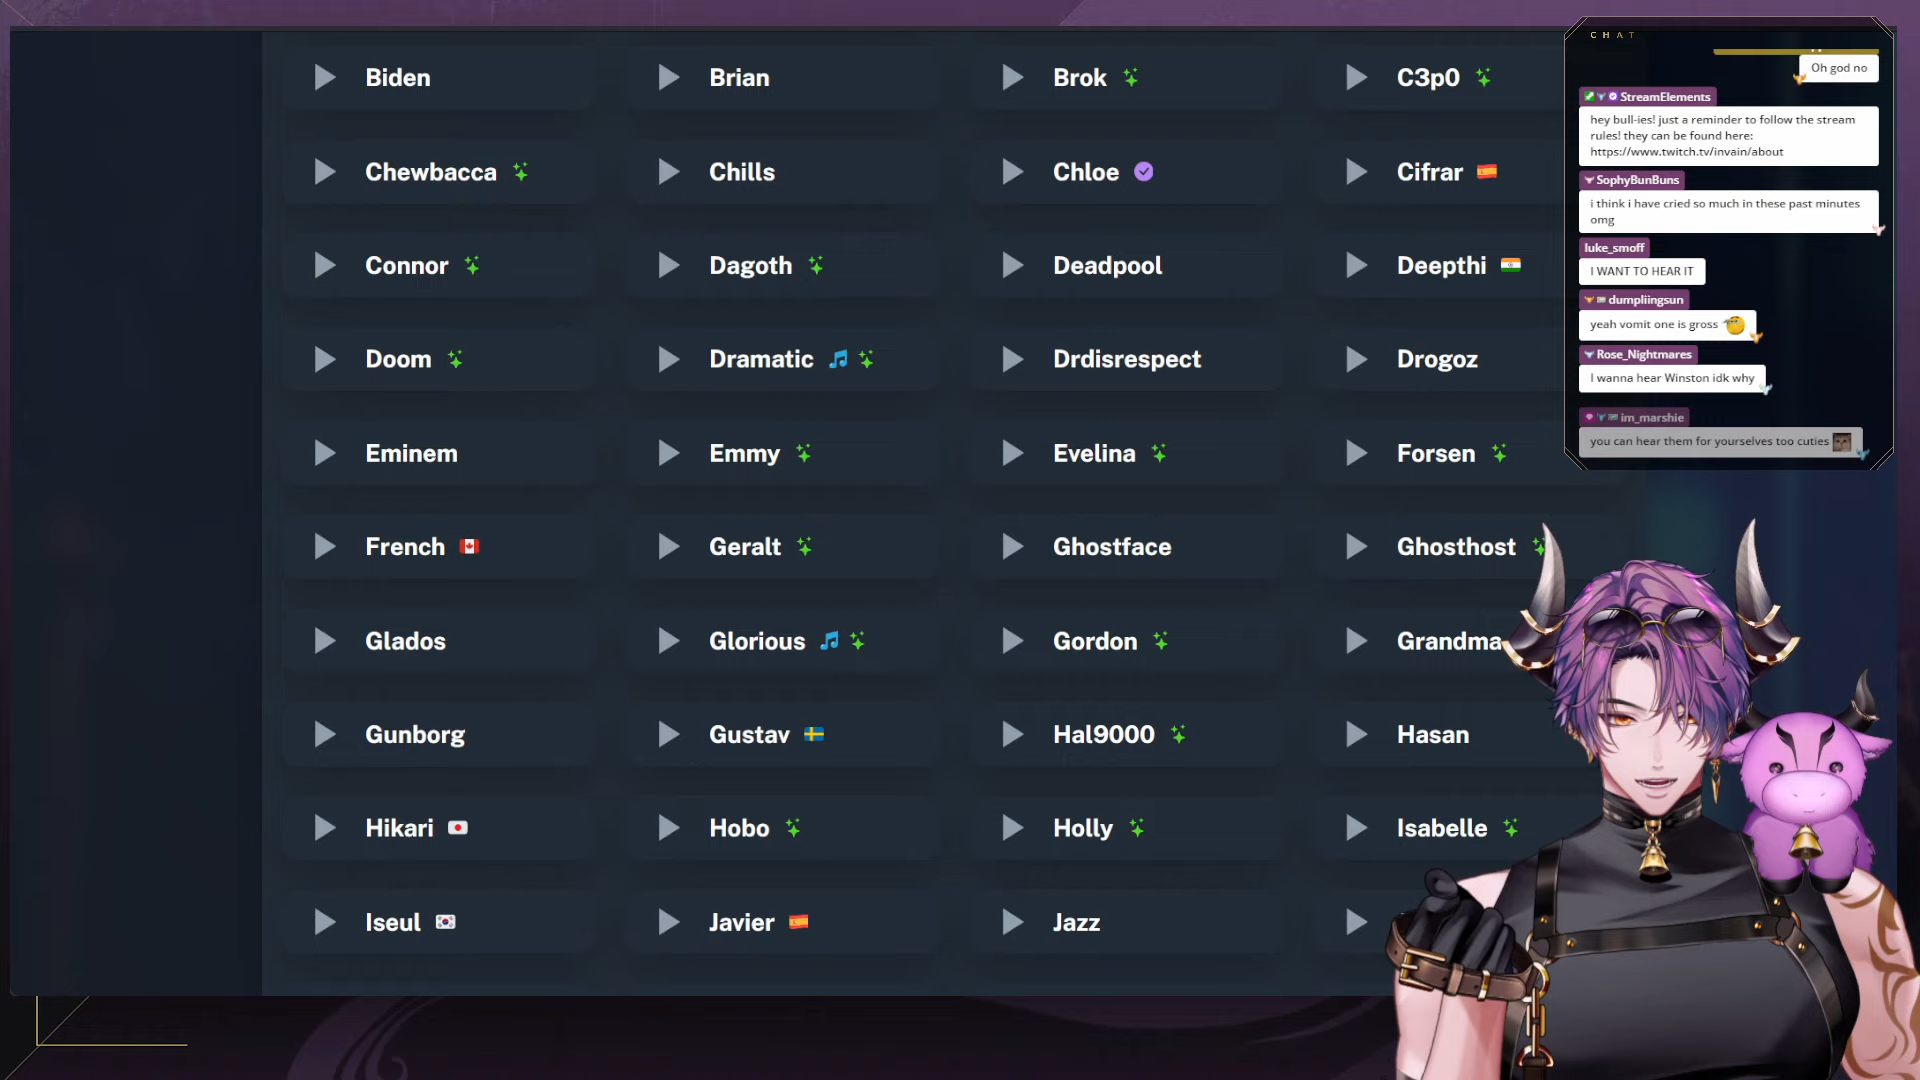 Biden
Brian
Brok
C3p0
Chewbacca
Chills
Chloe
Cifrar
Connor
Dagoth
Deadpool
Deepthi
Doom
Dramatic
Drdisrespect
Drogoz
Eminem
Emmy
Evelina
Forsen
French
Geralt
Ghostface
Ghosthost
Glados
Glorious
Gordon
Grandma
Gunborg
Gustav
Hal9000
Hasan
Hikari
Hobo
Holly
Isabelle
Iseul
Javier
Jazz
CHAT
Oh god no
StreamElements
hey bull-ies! just a reminder to follow the stream
rules! they can be found here:
https://www.twitch.tv/invain/about
SophyBunBuns
i think i have cried so much in these past minutes
omg
luke_smoff
I WANT TO HEAR IT
dumpliingsun
yeah vomit one is gross
Rose_Nightmares
I wanna hear Winston idk why
im_marshie
you can hear them for yourselves too cuties